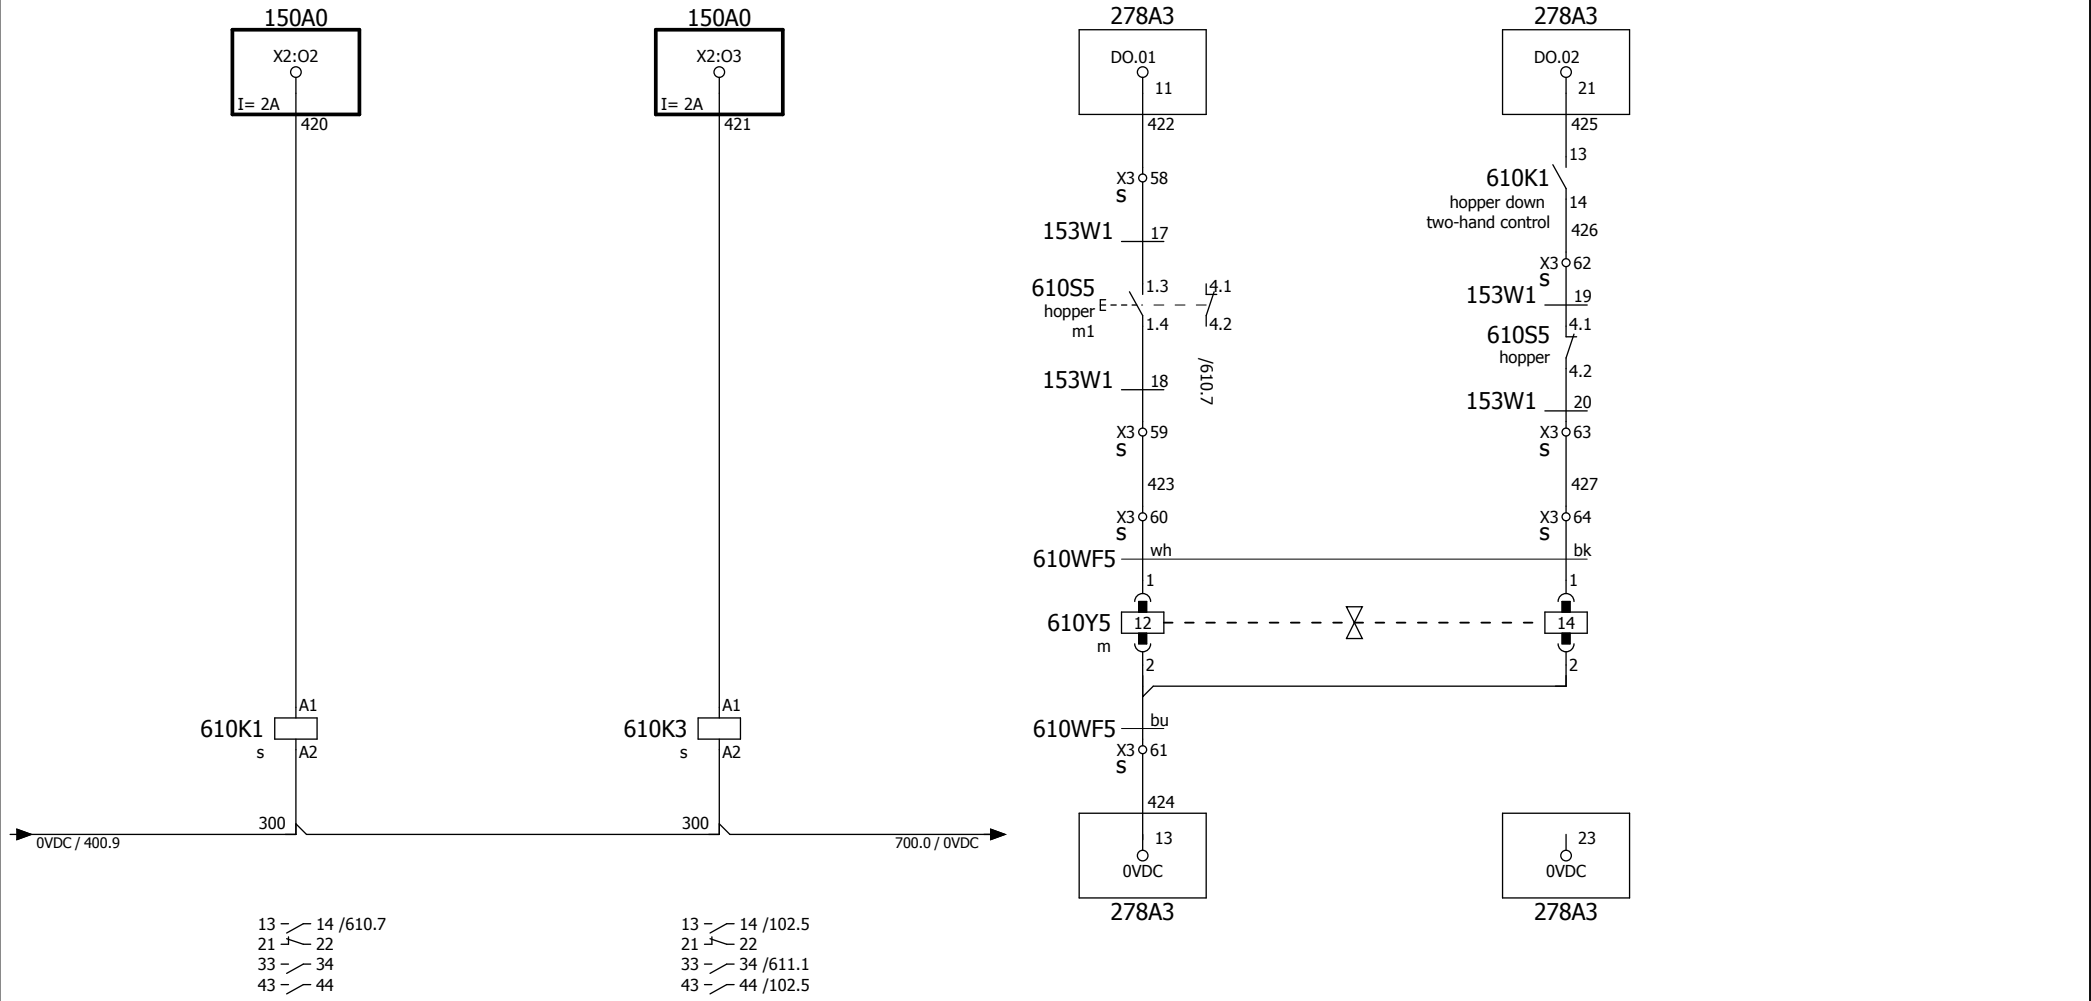 150A0
150A0
278A3
278A3
X2:O2
X2:O3
DO.01
DO.02
11
21
I= 2A
I= 2A
420
421
422
425
13
X3 58
S
610K1
hopper down
two-hand control
14
426
153W1 17
X3 62
S
610S5
hopper
m1
E
1.3
1.4
4.1
4.2
153W1 19
4.1
610S5
hopper
4.2
/610.7
153W1 18
153W1 20
X3 59
S
X3 63
S
423
427
X3 60
S
X3 64
S
610WF5
wh
bk
1
1
610Y5
m
12
14
2
2
610K1
s
A1
A2
610K3
s
A1
A2
610WF5
bu
X3 61
S
424
300
300
0VDC / 400.9
700.0 / 0VDC
13
0VDC
23
0VDC
278A3
278A3
13 14 /610.7
21 22
33 34
43 44
13 14 /102.5
21 22
33 34 /611.1
43 44 /102.5